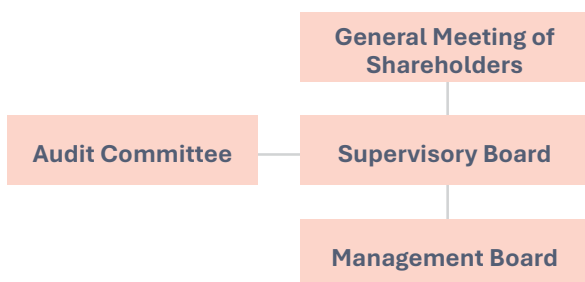 General Meeting of
Shareholders
Audit Committee
Supervisory Board
Management Board